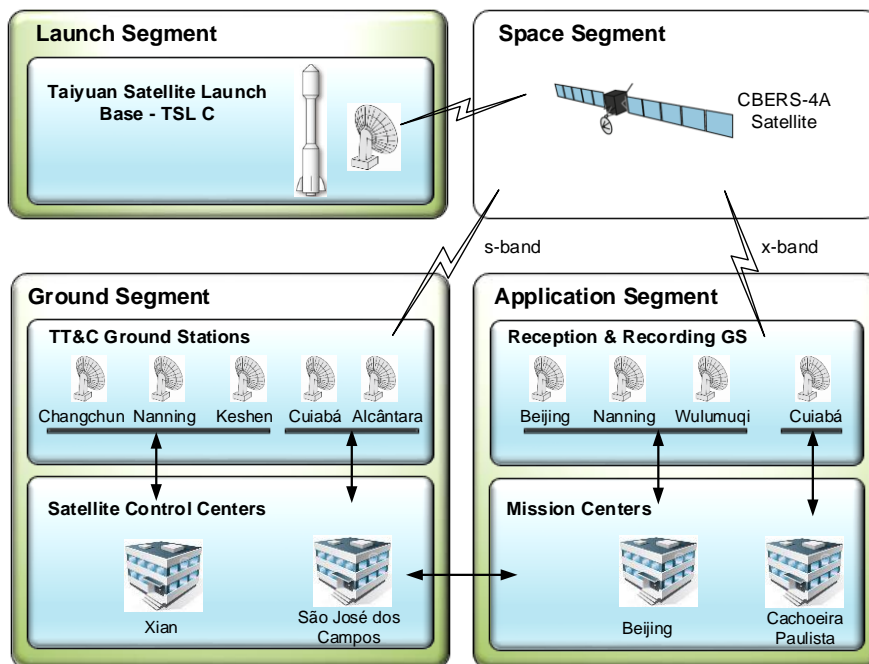 Launch Segment
Taiyuan Satellite Launch
Base - TSL C
Space Segment
CBERS-4A
Satellite
s-band
x-band
Ground Segment
TT&C Ground Stations
Changchun Nanning Keshen Cuiabá Alcântara
Satellite Control Centers
Xian
São José dos
Campos
Application Segment
Reception & Recording GS
Beijing Nanning Wulumuqi Cuiabá
Mission Centers
Beijing
Cachoeira
Paulista